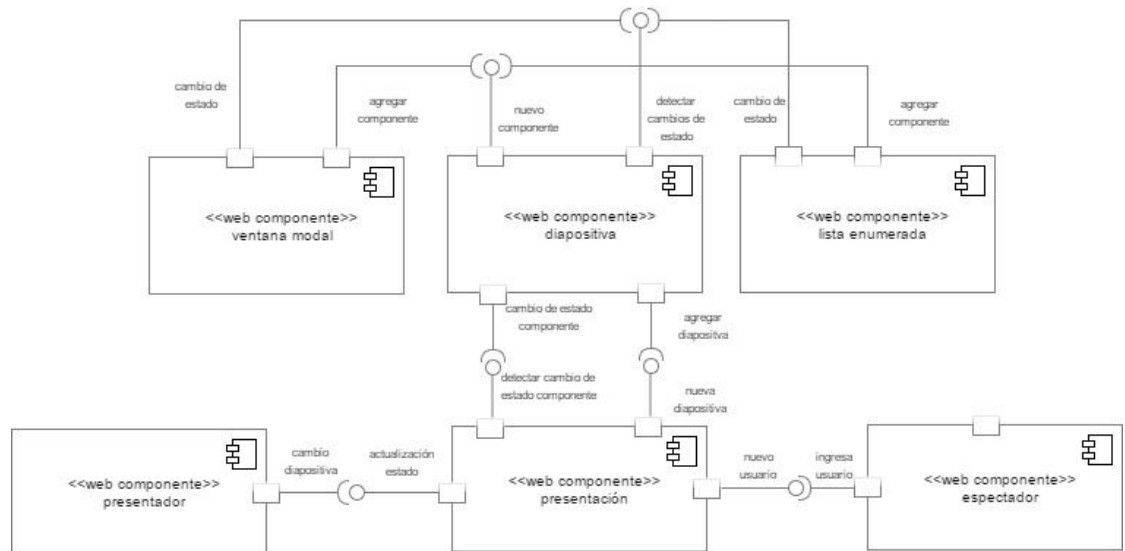 cambio de
estado
agregar
componente
nuevo
componente
detectar
cambios de
estado
cambio de
estado
agregar
componente
<<web componente>>
ventana modal
<<web componente>>
diapositiva
<<web componente>>
lista enumerada
cambio de estado
componente
agregar
diapositva
detectar cambio de
estado componente
nueva
diapositiva
cambio
diapositiva
actualización
estado
nuevo
usuario
ingresa
usuario
<<web componente>>
presentador
<<web componente>>
presentación
<<web componente>>
espectador